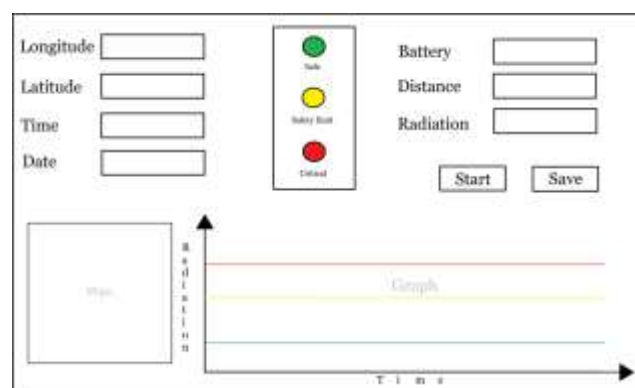 Longitude
Latitude
Time
Date
Safe
Safety limit
Critical
Battery
Distance
Radiation
Start
Save
Map
Radiation
Graph
Time